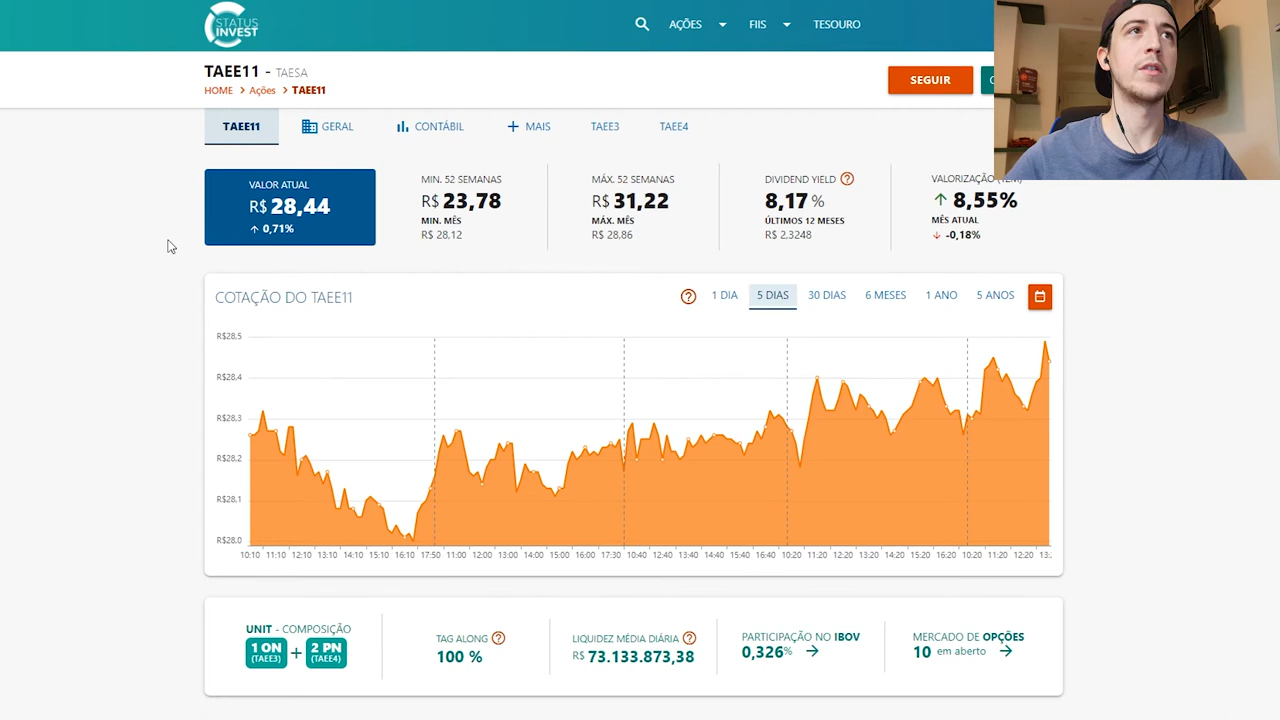 STATUS
INVEST
AÇÕES
FIIS
TESOURO
TAEE11 - TAESA
HOME > Ações > TAEE11
SEGUIR
TAEE11
GERAL
CONTÁBIL
+ MAIS
TAEE3
TAEE4
VALOR ATUAL
R$ 28,44
↑ 0,71%
MIN. 52 SEMANAS
R$ 23,78
MIN. MÊS
R$ 28,12
MÁX. 52 SEMANAS
R$ 31,22
MÁX. MÊS
R$ 28,86
DIVIDEND YIELD ?
8,17 %
ÚLTIMOS 12 MESES
R$ 2,3248
VALORIZAÇÃO
↑ 8,55%
MÊS ATUAL
↓ -0,18%
COTAÇÃO DO TAEE11
? 1 DIA 5 DIAS 30 DIAS 6 MESES 1 ANO 5 ANOS
R$28,5
R$28,4
R$28,3
R$28,2
R$28,1
R$28,0
10:10 11:10 12:10 13:10 14:10 15:10 16:10 17:50 11:00 12:00 13:00 14:00 15:00 16:00 17:30 10:40 12:40 13:40 14:40 15:40 16:40 10:20 11:20 12:20 13:20 14:20 15:20 16:20 10:20 11:20 12:20
UNIT - COMPOSIÇÃO
1 ON
(TAEE3)
+
2 PN
(TAEE4)
TAG ALONG ?
100 %
LIQUIDEZ MÉDIA DIÁRIA ?
R$ 73.133.873,38
PARTICIPAÇÃO NO IBOV
0,326% →
MERCADO DE OPÇÕES
10 em aberto →